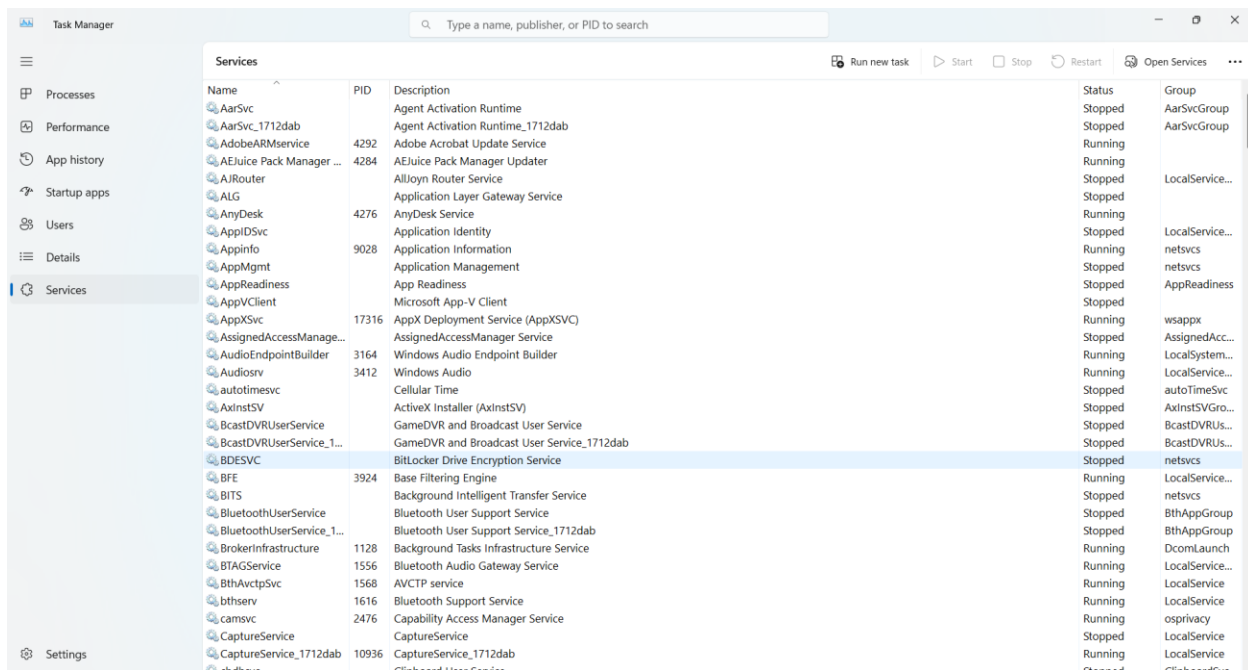 Task Manager
Type a name, publisher, or PID to search
Services Run new task Start Stop Restart Open Services ...
Processes
Performance
App history
Startup apps
Users
Details
Services
Settings
Name PID Description Status Group
AarSvc Agent Activation Runtime Stopped AarSvcGroup
AarSvc_1712dab Agent Activation Runtime_1712dab Stopped AarSvcGroup
AdobeARMservice 4292 Adobe Acrobat Update Service Running
AEJuice Pack Manager ... 4284 AEJuice Pack Manager Updater Running
AJRouter AllJoyn Router Service Stopped LocalService...
ALG Application Layer Gateway Service Stopped
AnyDesk 4276 AnyDesk Service Running
AppIDSvc Application Identity Stopped LocalService...
Appinfo 9028 Application Information Running netsvcs
AppMgmt Application Management Stopped netsvcs
AppReadiness App Readiness Stopped AppReadiness
AppVClient Microsoft App-V Client Stopped
AppXSvc 17316 AppX Deployment Service (AppXSVC) Running wsappx
AssignedAccessManage... AssignedAccessManager Service Stopped AssignedAcc...
AudioEndpointBuilder 3164 Windows Audio Endpoint Builder Running LocalSystem...
Audiosrv 3412 Windows Audio Running LocalService...
autotimesvc Cellular Time Stopped autoTimeSvc
AxInstSV ActiveX Installer (AxInstSV) Stopped AxInstSVGro...
BcastDVRUserService GameDVR and Broadcast User Service Stopped BcastDVRUs...
BcastDVRUserService_1... GameDVR and Broadcast User Service_1712dab Stopped BcastDVRUs...
BDESVC BitLocker Drive Encryption Service Stopped netsvcs
BFE 3924 Base Filtering Engine Running LocalService...
BITS Background Intelligent Transfer Service Stopped netsvcs
BluetoothUserService Bluetooth User Support Service Stopped BthAppGroup
BluetoothUserService_1... Bluetooth User Support Service_1712dab Stopped BthAppGroup
BrokerInfrastructure 1128 Background Tasks Infrastructure Service Running DcomLaunch
BTAGService 1556 Bluetooth Audio Gateway Service Running LocalService...
BthAvctpSvc 1568 AVCTP service Running LocalService
bthserv 1616 Bluetooth Support Service Running LocalService
camsvc 2476 Capability Access Manager Service Running osprivacy
CaptureService CaptureService Stopped LocalService
CaptureService_1712dab 10936 CaptureService_1712dab Running LocalService